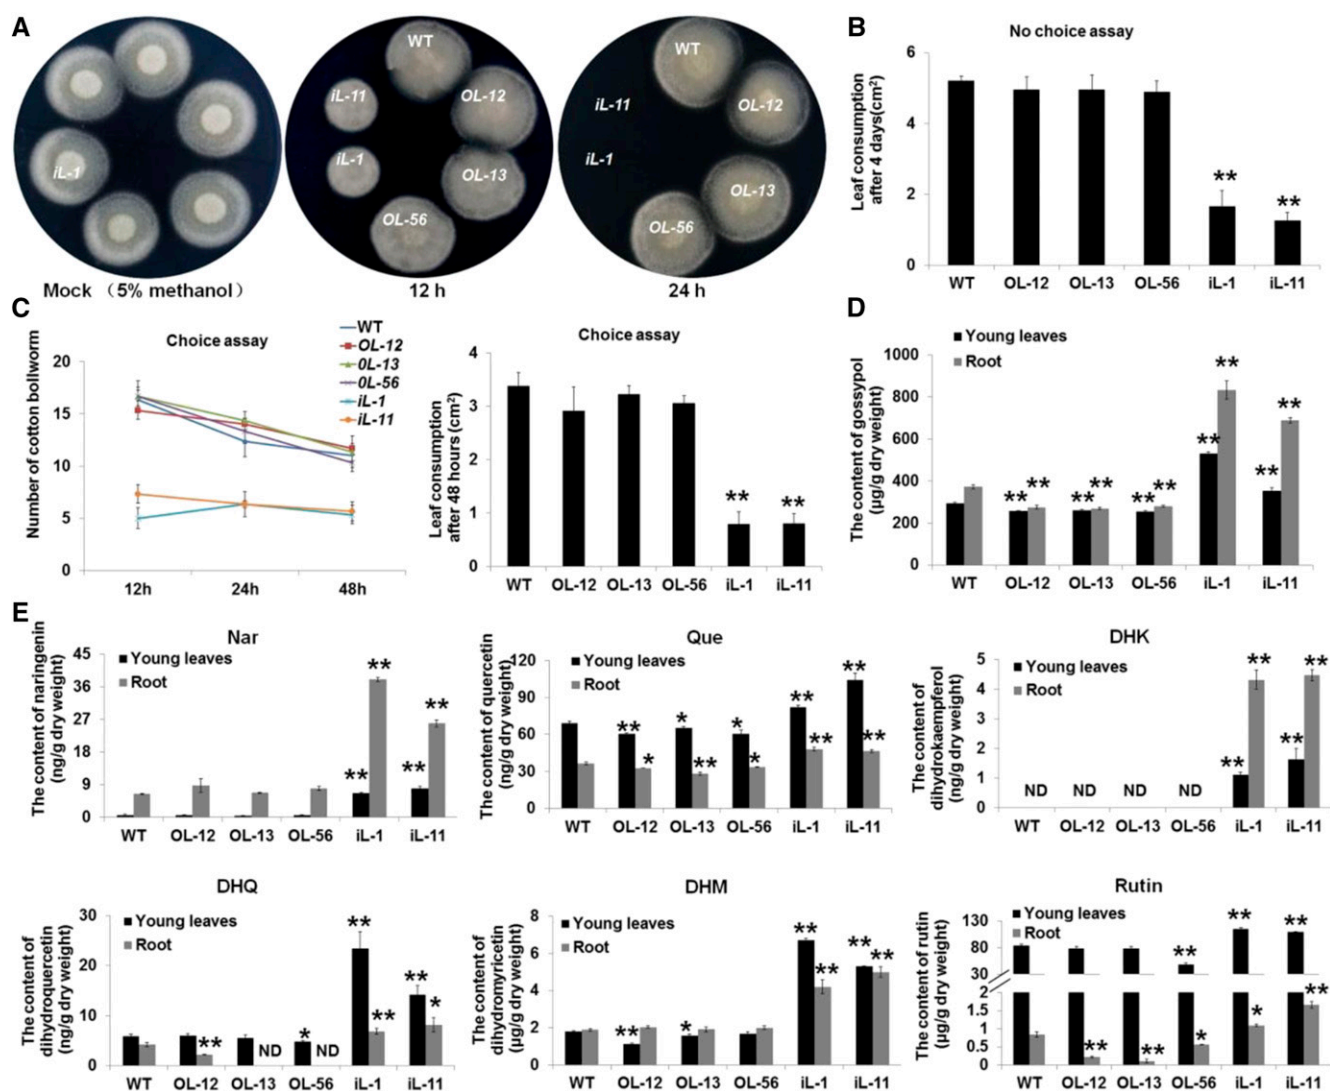 A
iL-1
Mock （5% methanol）
WT
iL-11
OL-12
iL-1
OL-13
OL-56
12 h
WT
iL-11
OL-12
iL-1
OL-13
OL-56
24 h
B
No choice assay
Leaf consumption
after 4 days(cm²)
6
4
2
0
**
**
WT OL-12 OL-13 OL-56 iL-1 iL-11
C
Choice assay
WT
OL-12
0L-13
0L-56
iL-1
iL-11
Number of cotton bollworm
20
15
10
5
0
12h 24h 48h
Choice assay
Leaf consumption
after 48 hours (cm²)
4
3
2
1
0
**
**
WT OL-12 OL-13 OL-56 iL-1 iL-11
D
Young leaves
Root
The content of gossypol
(µg/g dry weight)
1000
800
600
400
200
0
** ** ** ** ** ** ** ** ** **
WT OL-12 OL-13 OL-56 iL-1 iL-11
E
Nar
Young leaves
Root
The content of naringenin
(ng/g dry weight)
45
36
27
18
9
0
** ** ** **
WT OL-12 OL-13 OL-56 iL-1 iL-11
Que
Young leaves
Root
The content of quercetin
(ng/g dry weight)
120
90
60
30
0
** * * ** * * ** ** ** **
WT OL-12 OL-13 OL-56 iL-1 iL-11
DHK
Young leaves
Root
The content of
dihydrokaempferol
(ng/g dry weight)
5
4
3
2
1
0
ND ND ND ND ** ** ** **
WT OL-12 OL-13 OL-56 iL-1 iL-11
DHQ
Young leaves
Root
The content of
dihydroquercetin
(ng/g dry weight)
30
20
10
0
** ND * ND ** ** ** *
WT OL-12 OL-13 OL-56 iL-1 iL-11
DHM
Young leaves
Root
The content of
dihydromyricetin
(µg/g dry weight)
8
6
4
2
0
** * ** ** ** **
WT OL-12 OL-13 OL-56 iL-1 iL-11
Rutin
Young leaves
Root
The content of rutin
(µg/g dry weight)
130
80
30
2
1.5
1
0.5
0
** ** ** ** * ** * ** **
WT OL-12 OL-13 OL-56 iL-1 iL-11